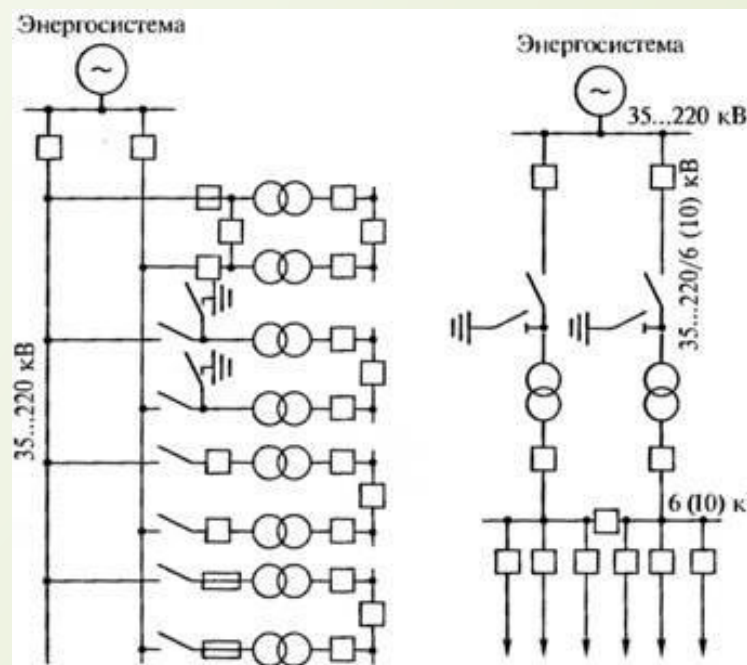 Энергосистема
35...220 кВ
Энергосистема
35...220 кВ
35...220/6 (10) кВ
6 (10) к